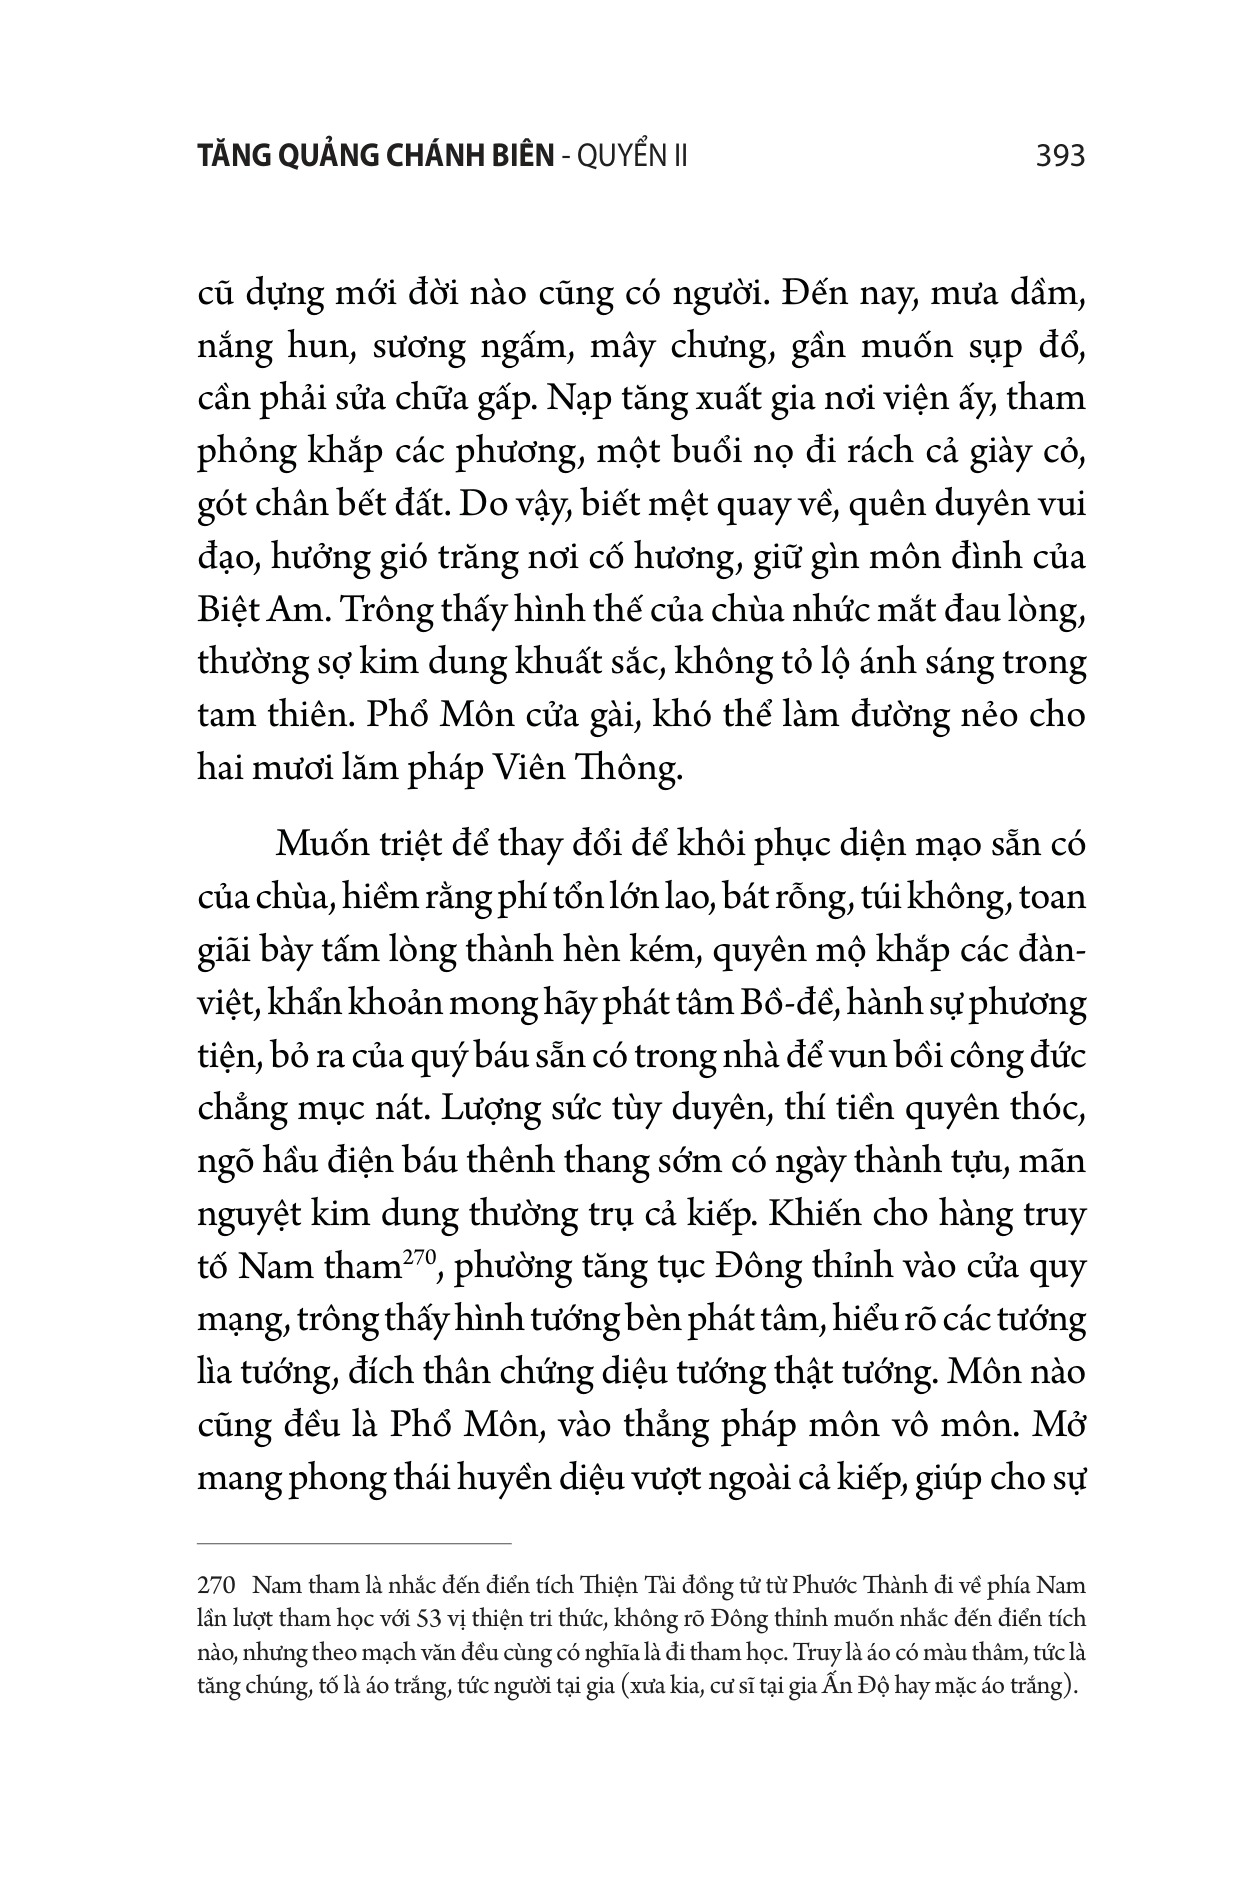 TĂNG QUẢNG CHÁNH BIÊN - QUYỂN II 393
cũ dựng mới đời nào cũng có người. Đến nay, mưa dầm,
nắng hun, sương ngấm, mây chưng, gần muốn sụp đổ,
cần phải sửa chữa gấp. Nạp tăng xuất gia nơi viện ấy, tham
phỏng khắp các phương, một buổi nọ đi rách cả giày cỏ,
gót chân bết đất. Do vậy, biết mệt quay về, quên duyên vui
đạo, hưởng gió trăng nơi cố hương, giữ gìn môn đình của
Biệt Am. Trông thấy hình thế của chùa nhức mắt đau lòng,
thường sợ kim dung khuất sắc, không tỏ lộ ánh sáng trong
tam thiên. Phổ Môn cửa gài, khó thể làm đường nẻo cho
hai mươi lăm pháp Viên Thông.
Muốn triệt để thay đổi để khôi phục diện mạo sẵn có
của chùa, hiềm rằng phí tổn lớn lao, bát rỗng, túi không, toan
giãi bày tấm lòng thành hèn kém, quyên mộ khắp các đàn-
việt, khẩn khoản mong hãy phát tâm Bồ-đề, hành sự phương
tiện, bỏ ra của quý báu sẵn có trong nhà để vun bồi công đức
chẳng mục nát. Lượng sức tùy duyên, thí tiền quyên thóc,
ngõ hầu điện báu thênh thang sớm có ngày thành tựu, mãn
nguyệt kim dung thường trụ cả kiếp. Khiến cho hàng truy
tố Nam tham270, phường tăng tục Đông thỉnh vào cửa quy
mạng, trông thấy hình tướng bèn phát tâm, hiểu rõ các tướng
lìa tướng, đích thân chứng diệu tướng thật tướng. Môn nào
cũng đều là Phổ Môn, vào thẳng pháp môn vô môn. Mở
mang phong thái huyền diệu vượt ngoài cả kiếp, giúp cho sự
270 Nam tham là nhắc đến điển tích Thiện Tài đồng tử từ Phước Thành đi về phía Nam
lần lượt tham học với 53 vị thiện tri thức, không rõ Đông thỉnh muốn nhắc đến điển tích
nào, nhưng theo mạch văn đều cùng có nghĩa là đi tham học. Truy là áo có màu thâm, tức là
tăng chúng, tố là áo trắng, tức người tại gia (xưa kia, cư sĩ tại gia Ấn Độ hay mặc áo trắng).